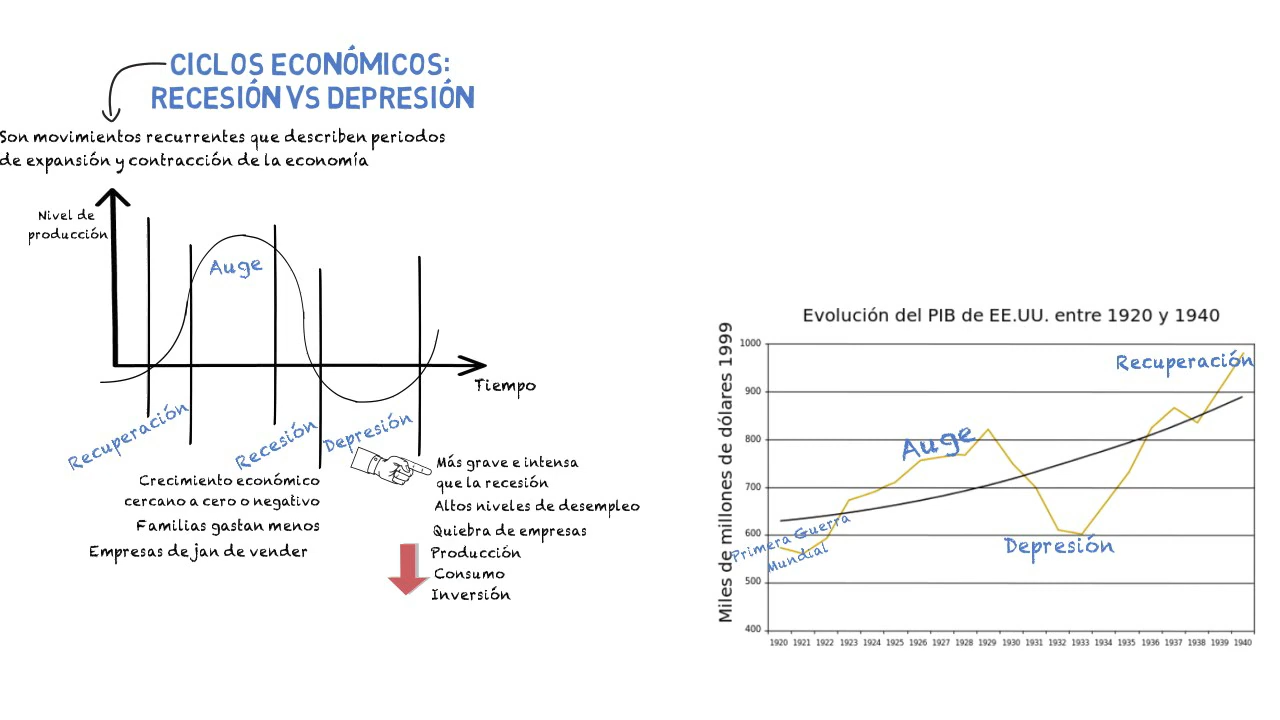 CICLOS ECONÓMICOS:
RECESIÓN VS DEPRESIÓN
Son movimientos recurrentes que describen periodos
de expansión y contracción de la economía
Nivel de
producción
Auge
Tiempo
Recuperación
Recesión
Depresión
Crecimiento económico
cercano a cero o negativo
Familias gastan menos
Empresas dejan de vender
Más grave e intensa
que la recesión
Altos niveles de desempleo
Quiebra de empresas
Producción
Consumo
Inversión
Evolución del PIB de EE.UU. entre 1920 y 1940
Miles de millones de dólares 1999
1000
900
800
700
600
500
400
Recuperación
Auge
Primera Guerra
Mundial
Depresión
1920 1921 1922 1923 1924 1925 1926 1927 1928 1929 1930 1931 1932 1933 1934 1935 1936 1937 1938 1939 1940